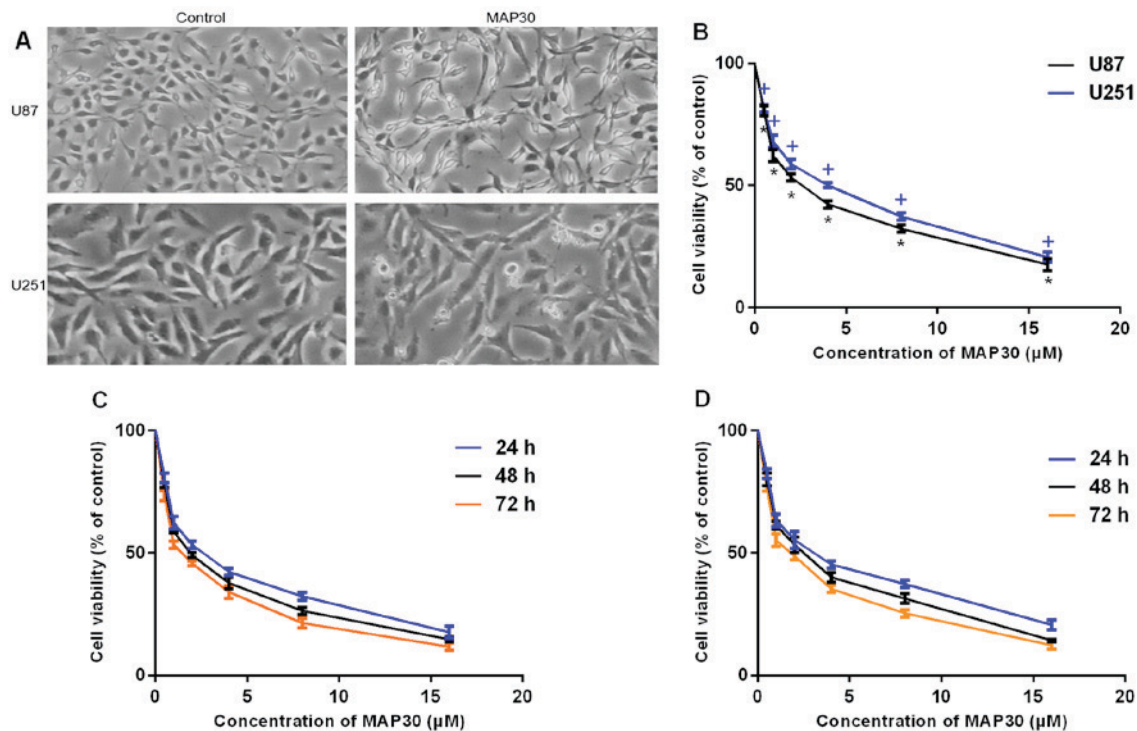 Control
MAP30
A
U87
U251
B
U87
U251
+
+
+
+
+
+
*
*
*
*
*
*
100
50
0
Cell viability (% of control)
0
5
10
15
20
Concentration of MAP30 (µM)
C
24 h
48 h
72 h
100
50
0
Cell viability (% of control)
0
5
10
15
20
Concentration of MAP30 (µM)
D
24 h
48 h
72 h
100
50
0
Cell viability (% of control)
0
5
10
15
20
Concentration of MAP30 (µM)